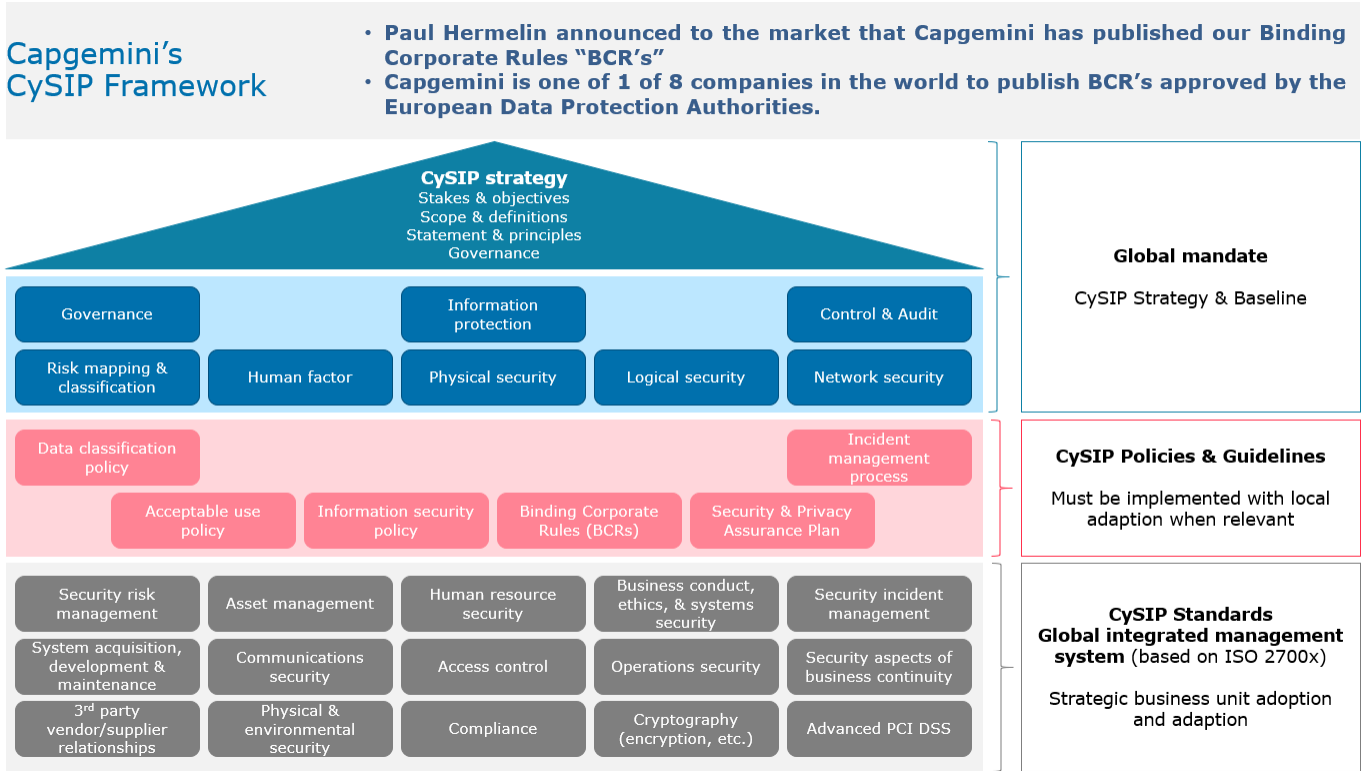 Capgemini’s
CySIP Framework
• Paul Hermelin announced to the market that Capgemini has published our Binding
Corporate Rules “BCR’s”
• Capgemini is one of 1 of 8 companies in the world to publish BCR’s approved by the
European Data Protection Authorities.
CySIP strategy
Stakes & objectives
Scope & definitions
Statement & principles
Governance
Governance
Information
protection
Control & Audit
Risk mapping &
classification
Human factor
Physical security
Logical security
Network security
Global mandate
CySIP Strategy & Baseline
Data classification
policy
Incident
management
process
Acceptable use
policy
Information security
policy
Binding Corporate
Rules (BCRs)
Security & Privacy
Assurance Plan
CySIP Policies & Guidelines
Must be implemented with local
adaption when relevant
Security risk
management
Asset management
Human resource
security
Business conduct,
ethics, & systems
security
Security incident
management
System acquisition,
development &
maintenance
Communications
security
Access control
Operations security
Security aspects of
business continuity
3rd party
vendor/supplier
relationships
Physical &
environmental
security
Compliance
Cryptography
(encryption, etc.)
Advanced PCI DSS
CySIP Standards
Global integrated management
system (based on ISO 2700x)
Strategic business unit adoption
and adaption